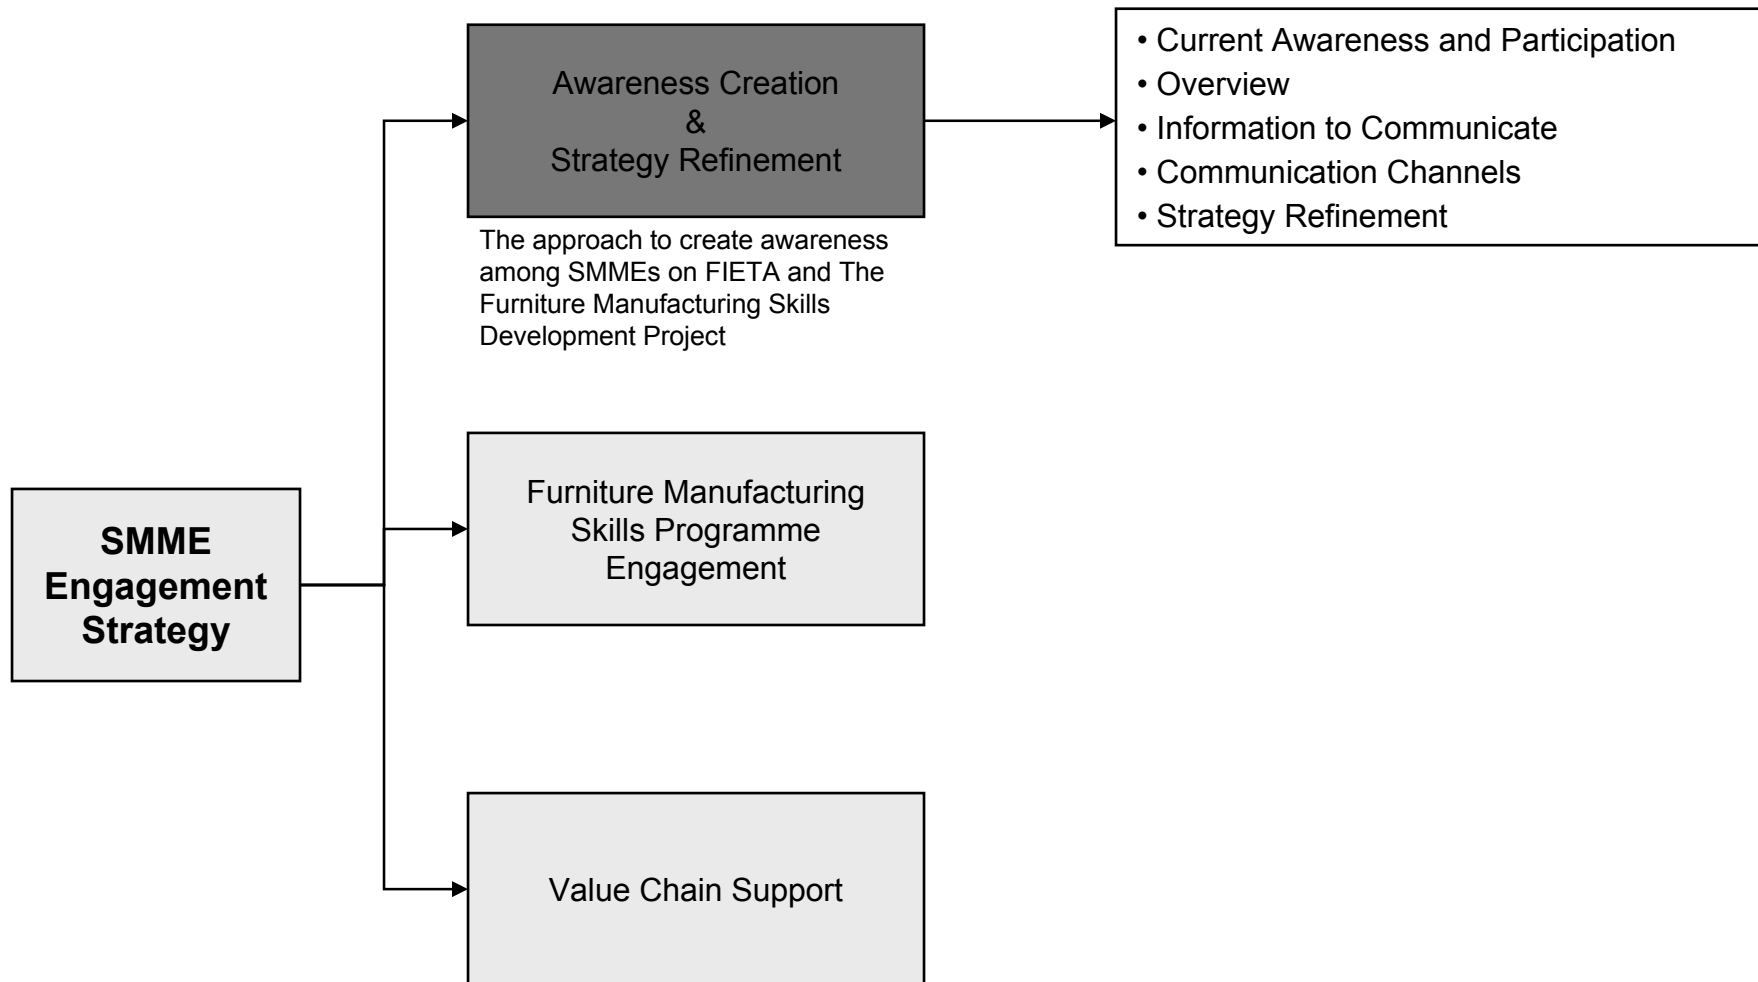 SMME
Engagement
Strategy
Awareness Creation
&
Strategy Refinement
The approach to create awareness
among SMMEs on FIETA and The
Furniture Manufacturing Skills
Development Project
• Current Awareness and Participation
• Overview
• Information to Communicate
• Communication Channels
• Strategy Refinement
Furniture Manufacturing
Skills Programme
Engagement
Value Chain Support